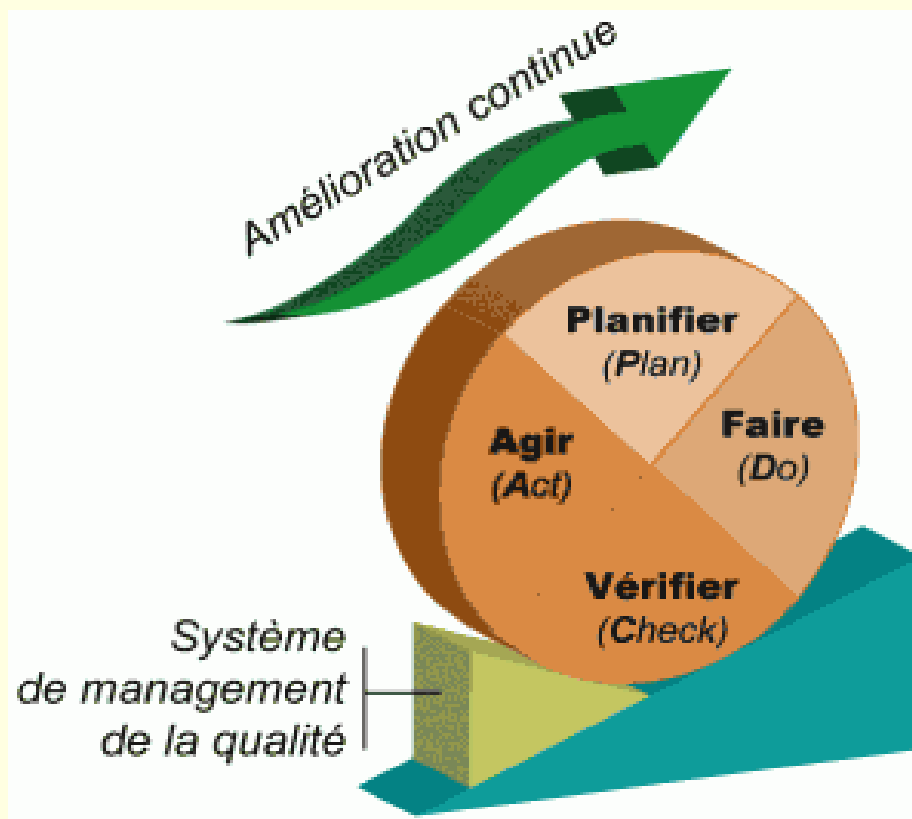 Amélioration continue
Planifier
(Plan)
Faire
(Do)
Agir
(Act)
Vérifier
(Check)
Système
de management
de la qualité